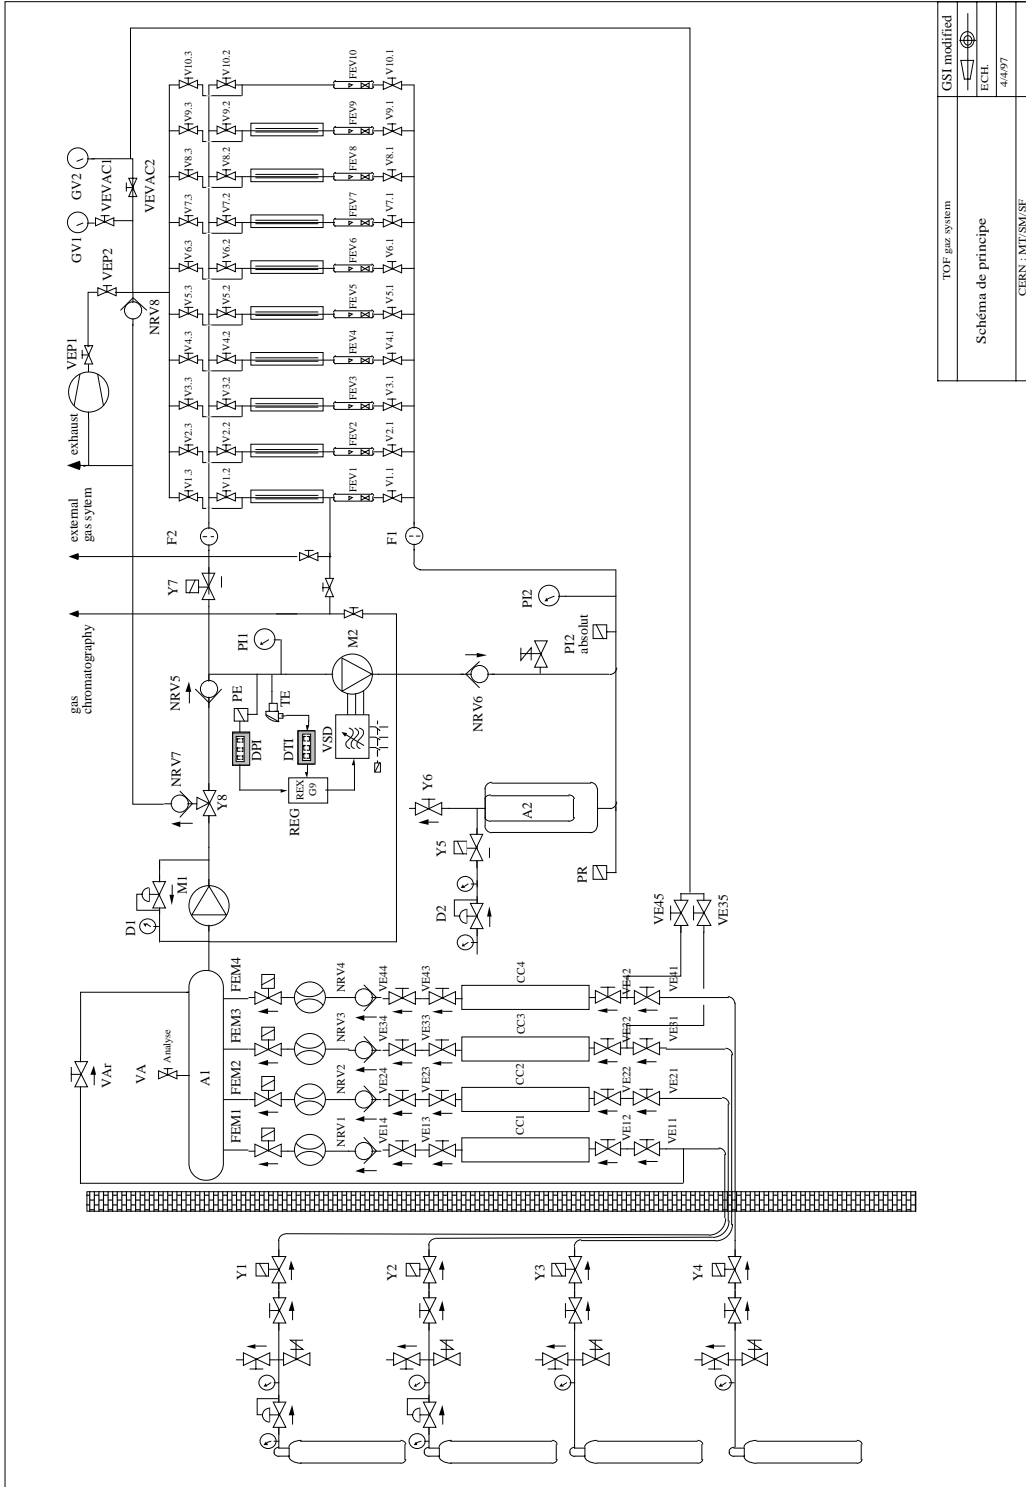 VAr
VA
Analyse
A1
D1
M1
NRV7
Y8
NRV5
gas
chromatography
external
gas sytem
exhaust
VEP1
VEP2
NRV8
GV1
VEVAC1
GV2
VEVAC2
Y7
F2
V1.3
V2.3
V3.3
V4.3
V5.3
V6.3
V7.3
V8.3
V9.3
V10.3
V1.2
V2.2
V3.2
V4.2
V5.2
V6.2
V7.2
V8.2
V9.2
V10.2
FEV1
FEV2
FEV3
FEV4
FEV5
FEV6
FEV7
FEV8
FEV9
FEV10
V1.1
V2.1
V3.1
V4.1
V5.1
V6.1
V7.1
V8.1
V9.1
V10.1
F1
Y1
Y2
Y3
Y4
FEM1
FEM2
FEM3
FEM4
NRV1
NRV2
NRV3
NRV4
VE14
VE24
VE34
VE44
VE13
VE23
VE33
VE43
CC1
CC2
CC3
CC4
VE12
VE22
VE32
VE42
VE11
VE21
VE31
VE41
VE45
VE35
PE
PI1
TE
DPI
DTI
REG
REX
G9
VSD
M2
NRV6
D2
Y5
Y6
A2
PR
PI2
PI2
absolut
TOF gaz system
GSI modified
Schéma de principe
ECH.
4/4/97
CERN : MT/SM/SF